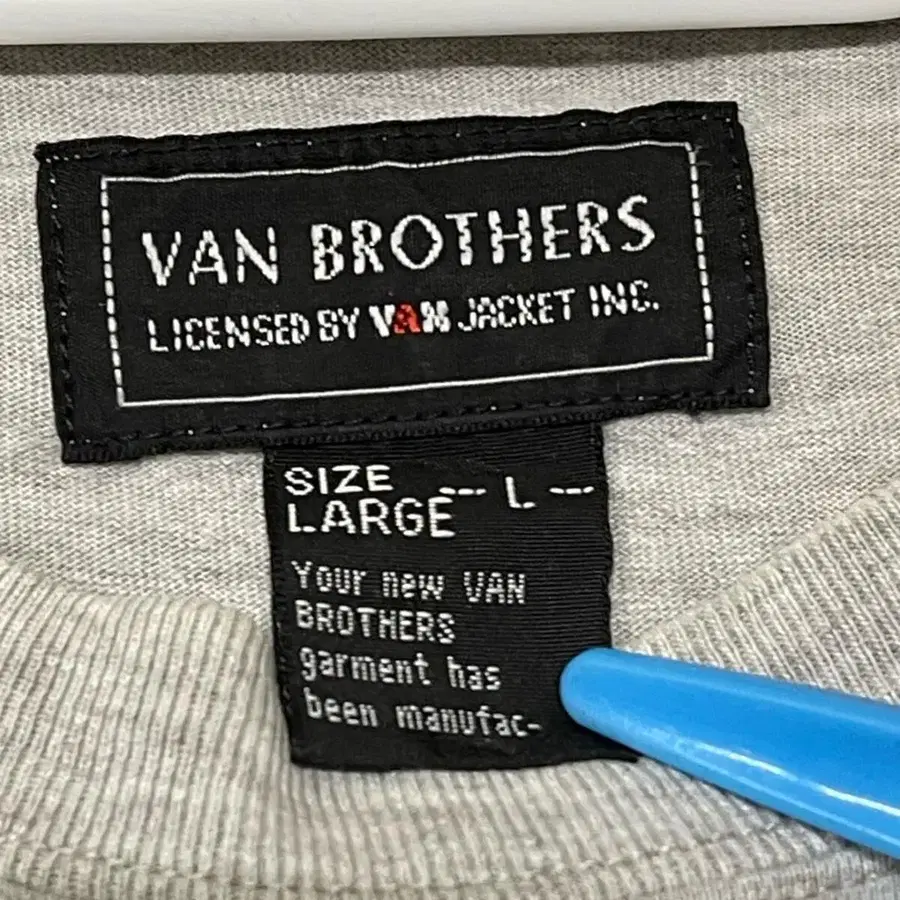 VAN BROTHERS
LICENSED BY VAN JACKET INC.
SIZE
LARGE --- L ---
Your new VAN
BROTHERS
garment has
been manufac-